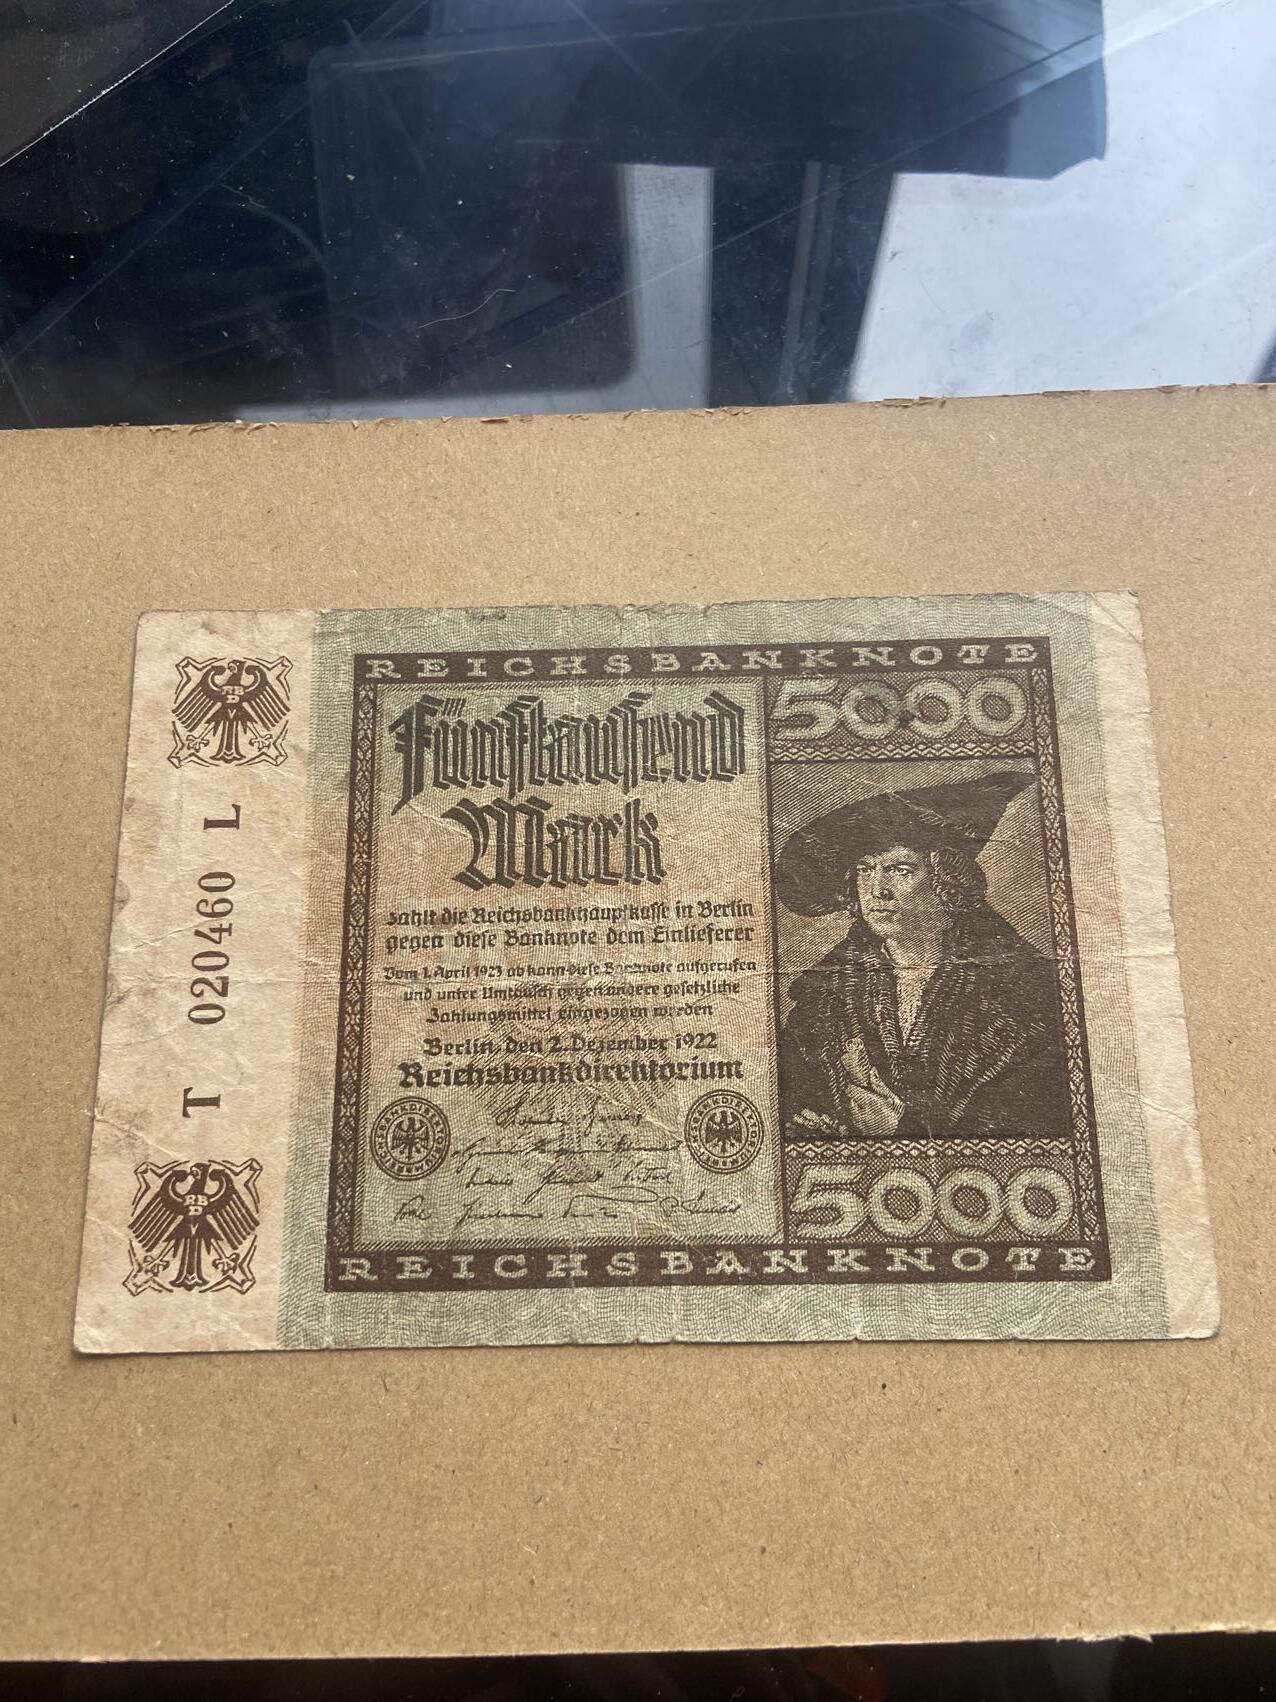 REICHSBANKNOTE
5000
Fünftausend
Mark
zahlt die Reichsbankhauptkasse in Berlin
gegen diese Banknote dem Einlieferer
Vom 1. April 1923 ab kann diese Banknote aufgerufen
und unter Umtausch gegen andere gesetzliche
Zahlungsmittel eingezogen werden
Berlin, den 2. Dezember 1922
Reichsbankdirektorium
5000
REICHSBANKNOTE
T 020460 L
RBD
RBD